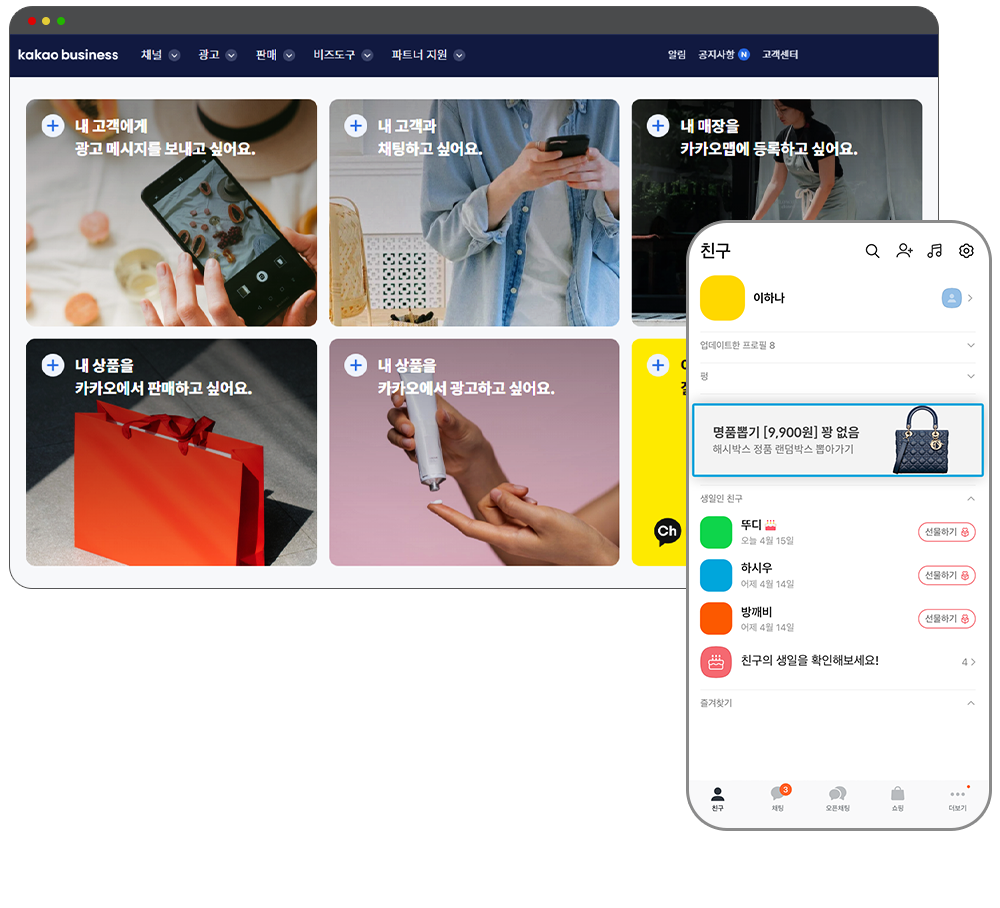 kakao business 채널 광고 판매 비즈도구 파트너 지원 알림 공지사항 N 고객센터
내 고객에게
광고 메시지를 보내고 싶어요.
내 고객과
채팅하고 싶어요.
내 매장을
카카오맵에 등록하고 싶어요.
내 상품을
카카오에서 판매하고 싶어요.
내 상품을
카카오에서 광고하고 싶어요.
Ch
친구
이하나
업데이트한 프로필 8
펑
명품뽑기 [9,900원] 꽝 없음
해시박스 정품 랜덤박스 뽑아가기
생일인 친구
뚜디
오늘 4월 15일
선물하기
하시우
어제 4월 14일
선물하기
방깨비
어제 4월 14일
선물하기
친구의 생일을 확인해보세요! 4
즐겨찾기
3
친구 채팅 오픈채팅 쇼핑 더보기